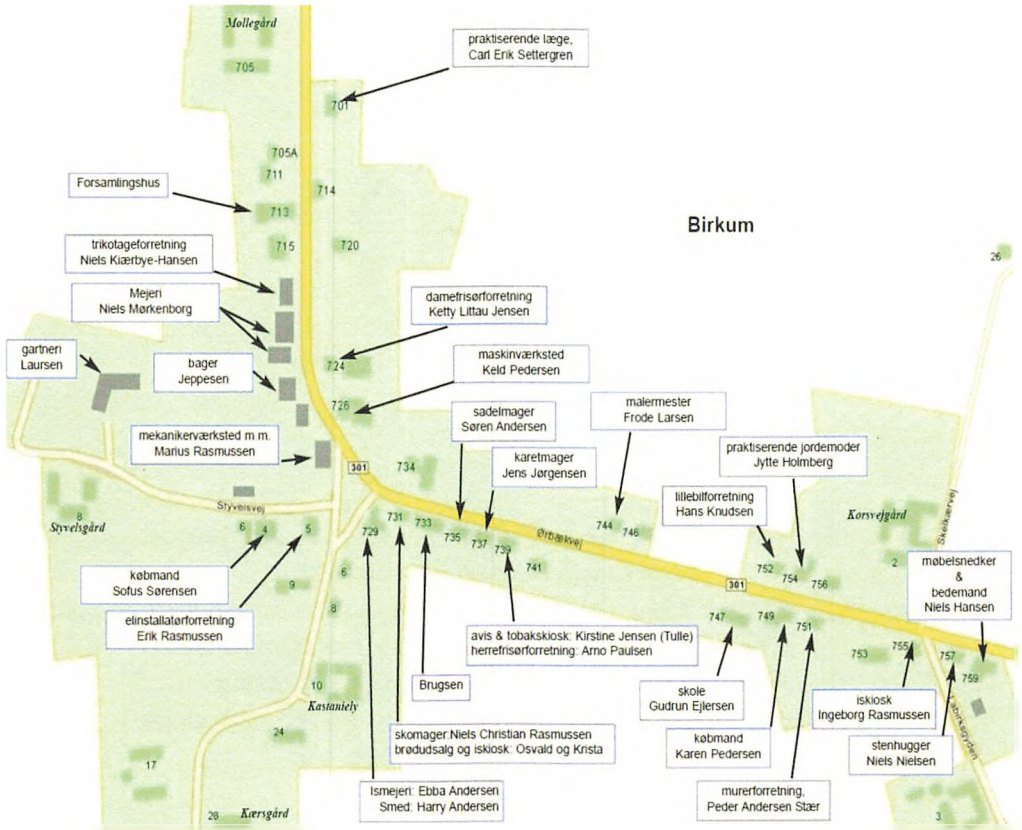 Møllegård
705
praktiserende læge,
Carl Erik Settergren
701
705A
711
714
Forsamlingshus
713
715
720
Birkum
26
trikotageforretning
Niels Kiærbye-Hansen
Mejeri
Niels Mørkenborg
gartneri
Laursen
bager
Jeppesen
damefrisørforretning
Ketty Littau Jensen
724
maskinværksted
Keld Pedersen
726
sadelmager
Søren Andersen
malermester
Frode Larsen
mekanikerværksted m m.
Marius Rasmussen
karetmager
Jens Jørgensen
praktiserende jordemoder
Jytte Holmberg
lillebilforretning
Hans Knudsen
301
734
Styvelsvej
Styvelsgård
8
6
4
5
729
731
733
735
737
739
741
744
746
Ørbækvej
752
754
756
301
Korsvejgård
2
Skelkærvej
møbelsnedker
&
bedemand
Niels Hansen
købmand
Sofus Sørensen
elinstallatørforretning
Erik Rasmussen
9
6
8
10
Kastaniely
24
17
28
Kærsgård
avis & tobakskiosk: Kirstine Jensen (Tulle)
herrefrisørforretning: Arno Paulsen
Brugsen
skomager:Niels Christian Rasmussen
brødudsalg og iskiosk: Osvald og Krista
Ismejeri: Ebba Andersen
Smed: Harry Andersen
747
749
751
753
755
757
759
skole
Gudrun Ejlersen
købmand
Karen Pedersen
murerforretning,
Peder Andersen Stær
iskiosk
Ingeborg Rasmussen
stenhugger
Niels Nielsen
Labirksgyden
3